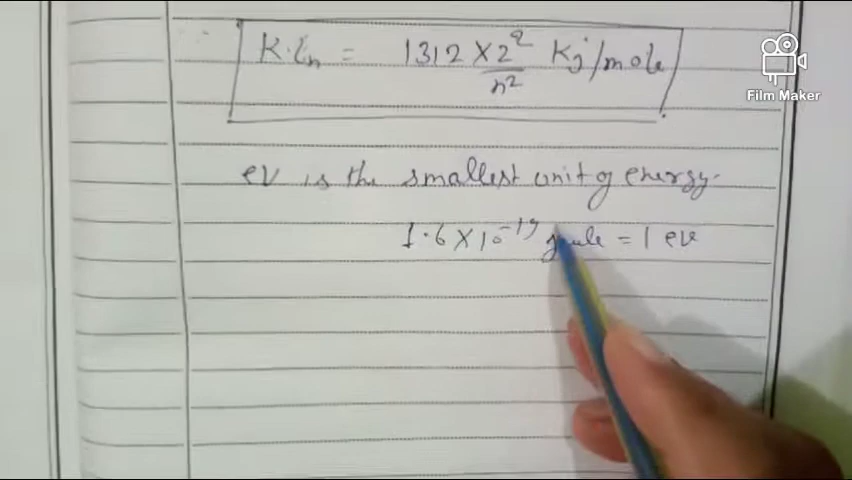 K.En = 1312 X z² / n² Kj/mole
Film Maker
ev is the smallest unit of energy.
1.6 X 10⁻¹⁹ joule = 1 ev